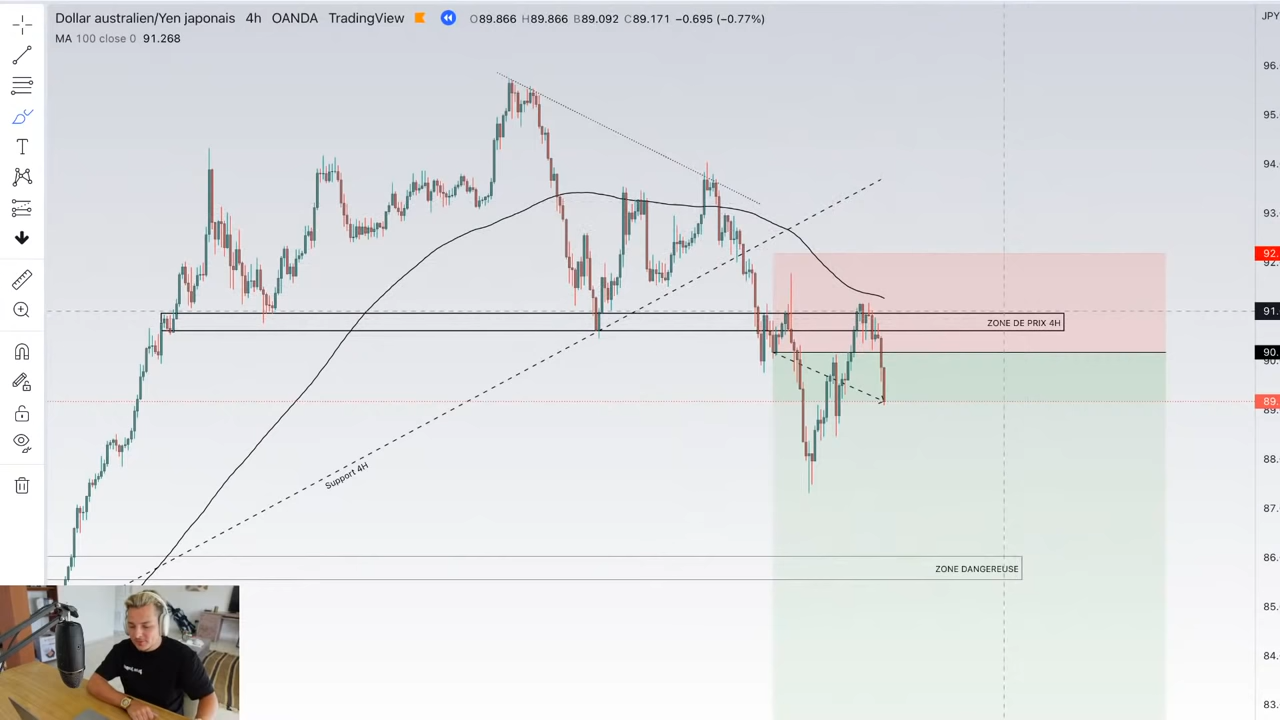 Dollar australien/Yen japonais 4h OANDA TradingView O89.866 H89.866 B89.092 C89.171 −0.695 (−0.77%)
MA 100 close 0 91.268
JPY
96.
95.
94.
93.
92.
92.
91.
ZONE DE PRIX 4H
90.
89.
89.
88.
Support 4H
87.
86.
ZONE DANGEREUSE
85.
84.
83.